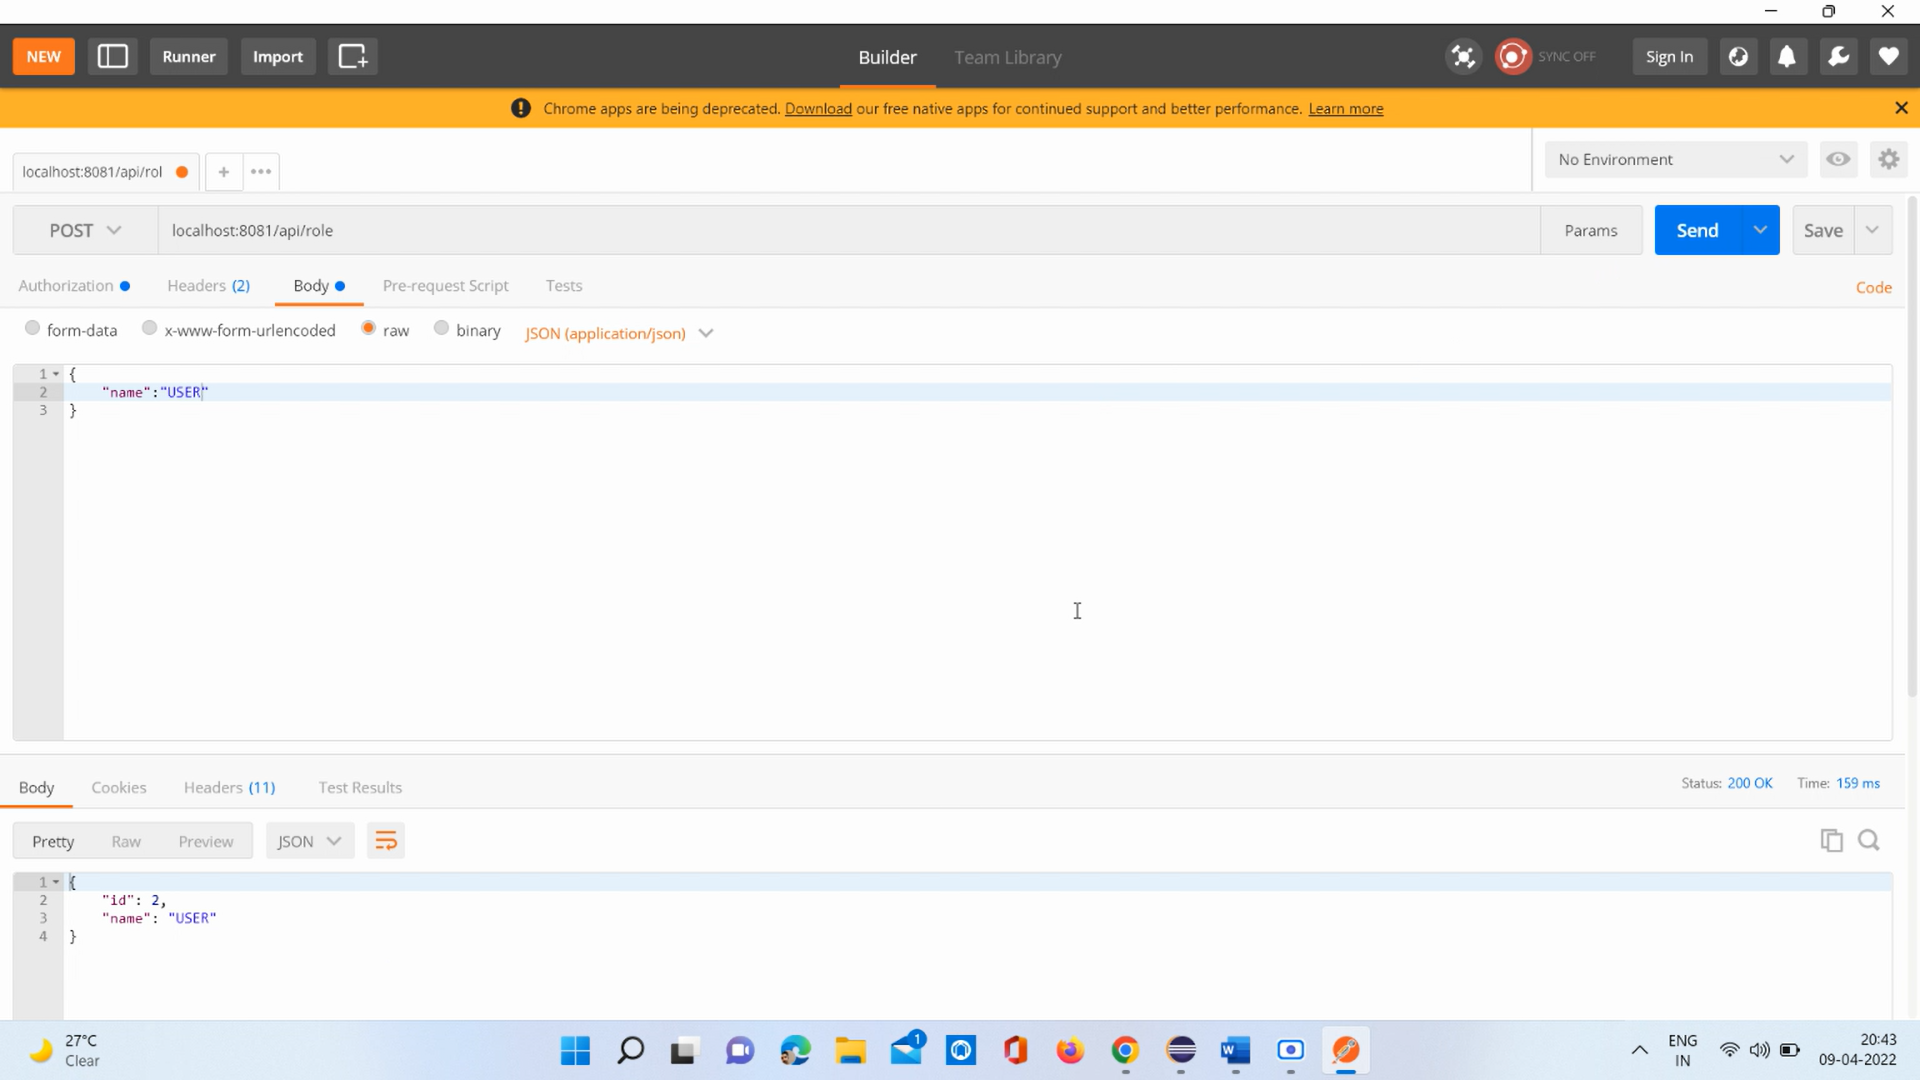 NEW Runner Import Builder Team Library SYNC OFF Sign In
Chrome apps are being deprecated. Download our free native apps for continued support and better performance. Learn more
localhost:8081/api/rol + ••• No Environment
POST localhost:8081/api/role Params Send Save
Authorization Headers (2) Body Pre-request Script Tests Code
form-data x-www-form-urlencoded raw binary JSON (application/json)
1 {
2 "name":"USER"
3 }
Body Cookies Headers (11) Test Results Status: 200 OK Time: 159 ms
Pretty Raw Preview JSON
1 {
2 "id": 2,
3 "name": "USER"
4 }
27°C
Clear
1
ENG
IN
20:43
09-04-2022